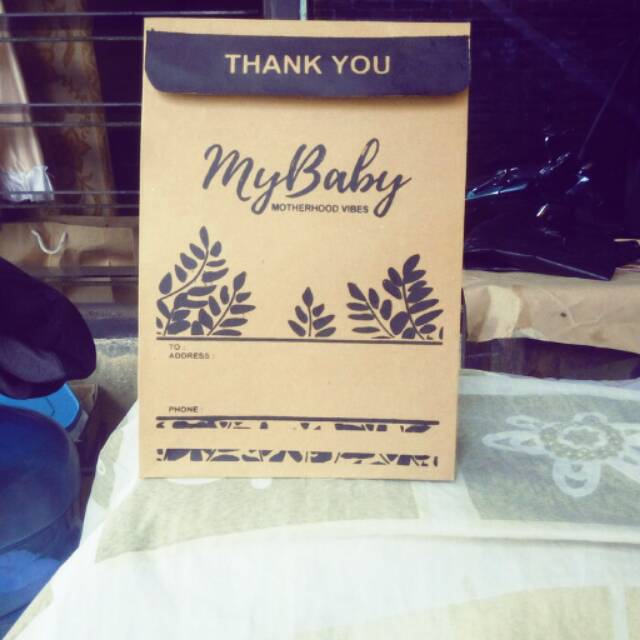 THANK YOU
MyBaby
MOTHERHOOD VIBES
TO :
ADDRESS :
PHONE :